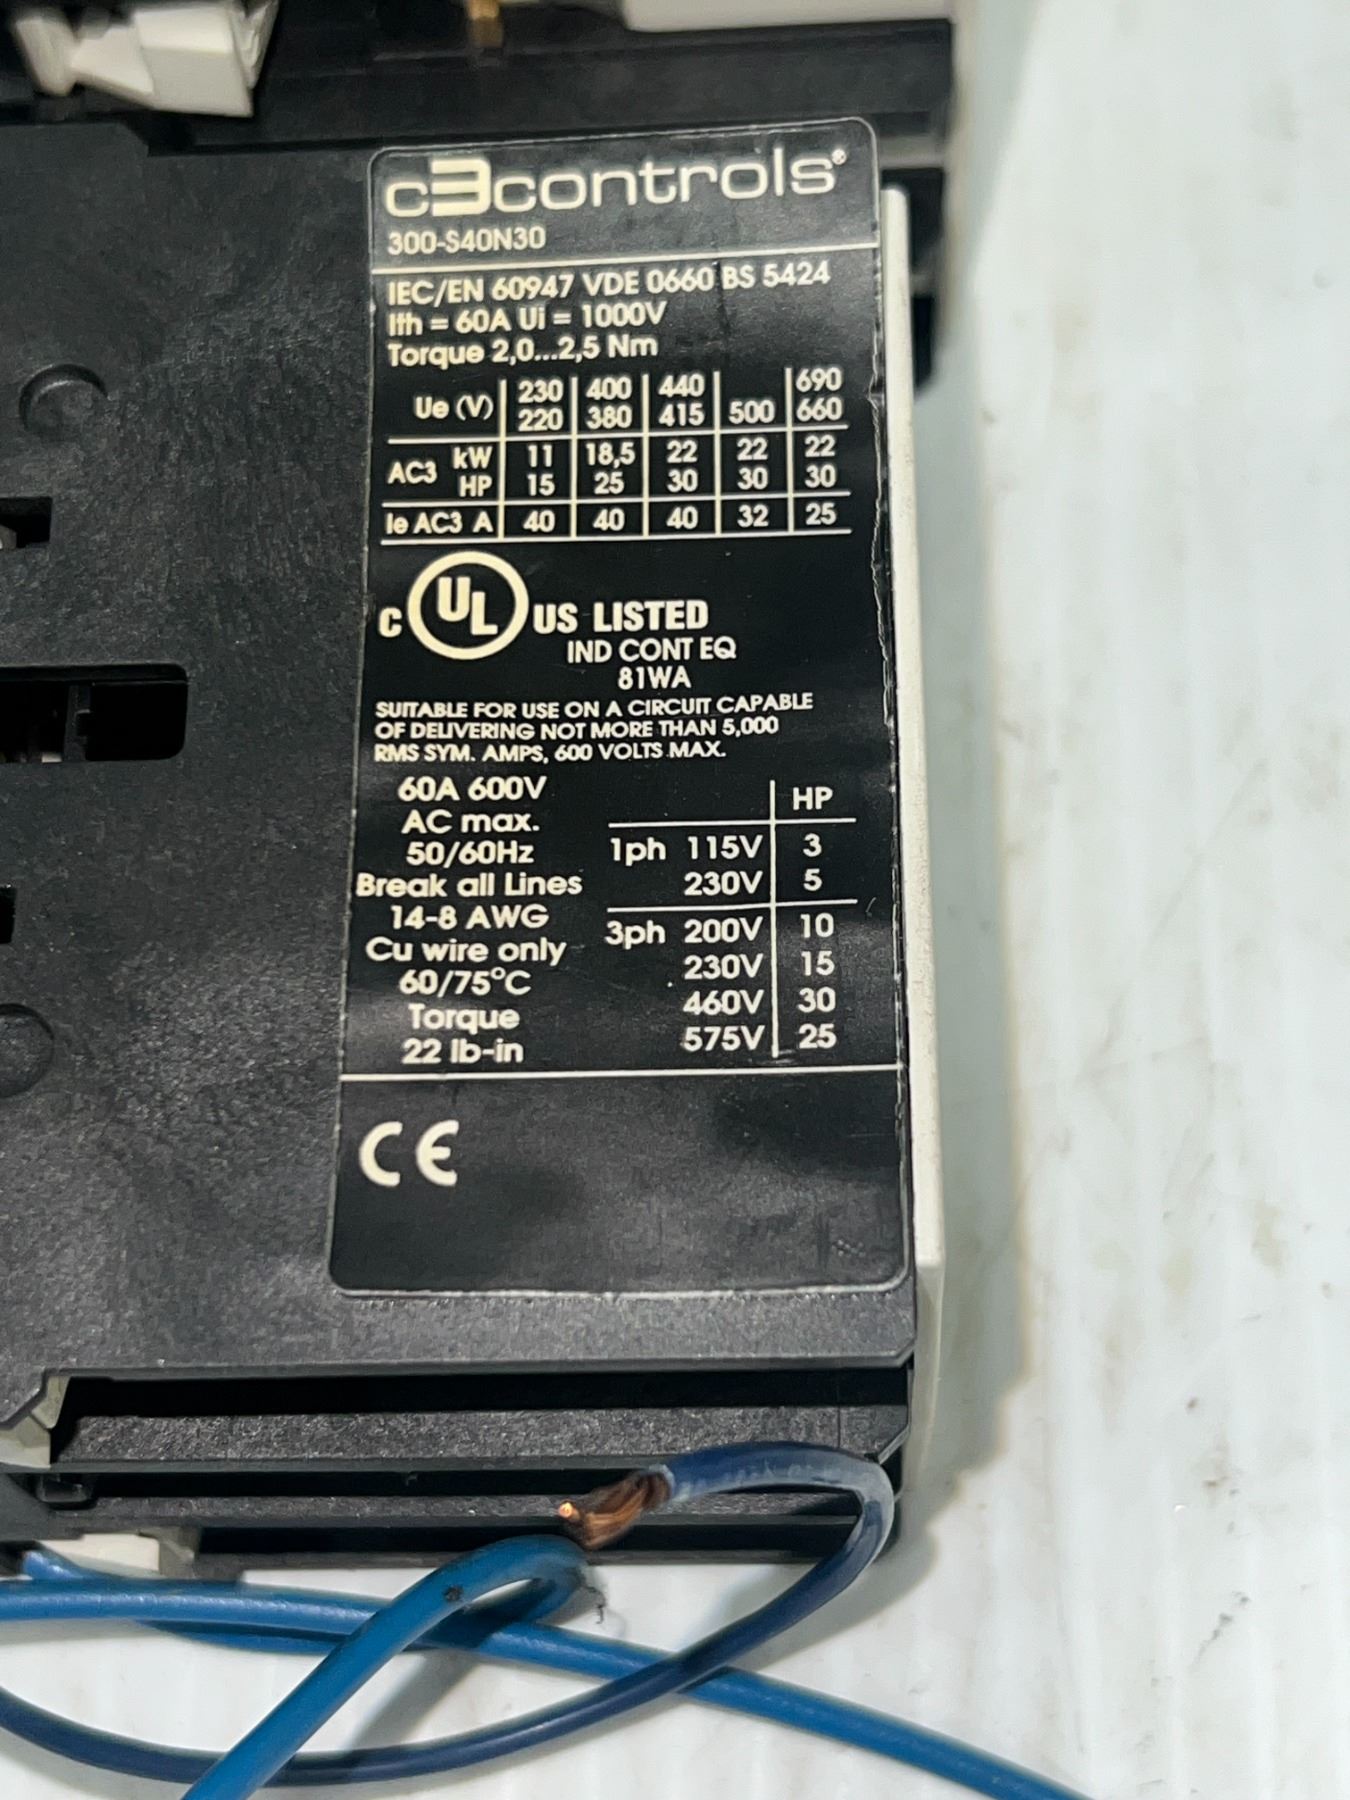 c3controls®
300-S40N30
IEC/EN 60947 VDE 0660 BS 5424
Ith = 60A Ui = 1000V
Torque 2,0...2,5 Nm
Ue (V) 230 220 400 380 440 415 500 690 660
AC3 kW 11 18,5 22 22 22
HP 15 25 30 30 30
Ie AC3 A 40 40 40 32 25
C UL US LISTED
IND CONT EQ
81WA
SUITABLE FOR USE ON A CIRCUIT CAPABLE
OF DELIVERING NOT MORE THAN 5,000
RMS SYM. AMPS, 600 VOLTS MAX.
60A 600V
AC max.
50/60Hz
Break all Lines
14-8 AWG
Cu wire only
60/75°C
Torque
22 lb-in
HP
1ph 115V 3
230V 5
3ph 200V 10
230V 15
460V 30
575V 25
CE